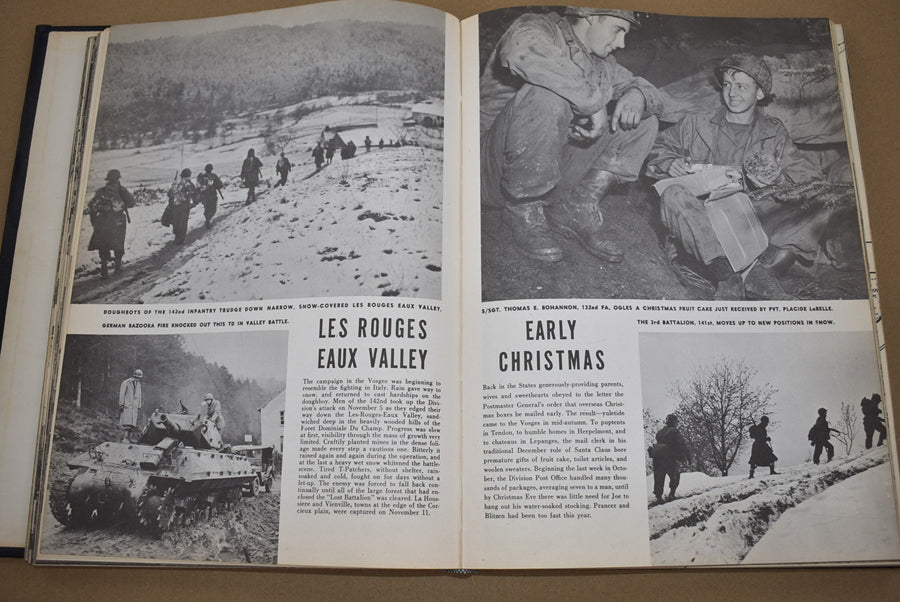 DOUGHBOYS OF THE 142nd INFANTRY TRUDGE DOWN NARROW, SNOW-COVERED LES ROUGES EAUX VALLEY.
GERMAN BAZOOKA FIRE KNOCKED OUT THIS TD IN VALLEY BATTLE.
LES ROUGES
EAUX VALLEY
The campaign in the Vosges was beginning to
resemble the fighting in Italy. Rain gave way to
snow, and returned to cast hardships on the
doughboy. Men of the 142nd took up the Divi-
sion's attack on November 5 as they edged their
way down the Les-Rouges-Eaux Valley, sand-
wiched deep in the heavily wooded hills of the
Foret Dominiale Du Champ. Progress was slow
at first, visibility through the mass of growth very
limited. Craftily planted mines in the dense foli-
age made every step a cautious one. Bitterly it
rained again and again during the operation, and
at the last a heavy wet snow whitened the battle-
scene. Tired T-Patchers, without shelter, rain-
soaked and cold, fought on for days without a
let-up. The enemy was forced to fall back con-
tinually until all of the large forest that had en-
closed the "Lost Battalion" was cleared. La Hous-
siere and Vienville, towns at the edge of the Cor-
cieux plain, were captured on November 11.
S/SGT. THOMAS E. BOHANNON, 132nd FA, OGLES A CHRISTMAS FRUIT CAKE JUST RECEIVED BY PVT. PLACIDE LaBELLE.
EARLY
CHRISTMAS
THE 3rd BATTALION, 141st, MOVES UP TO NEW POSITIONS IN SNOW.
Back in the States generously-providing parents,
wives and sweethearts obeyed to the letter the
Postmaster General's order that overseas Christ-
mas boxes be mailed early. The result—yuletide
came to the Vosges in mid-autumn. To puptents
in Tendon, to humble homes in Herpelmont, and
to chateaus in Lepanges, the mail clerk in his
traditional December role of Santa Claus bore
premature gifts of fruit cake, toilet articles, and
woolen sweaters. Beginning the last week in Octo-
ber, the Division Post Office handled many thou-
sands of packages, averaging seven to a man, until
by Christmas Eve there was little need for Joe to
hang out his water-soaked stocking. Prancer and
Blitzen had been too fast this year.